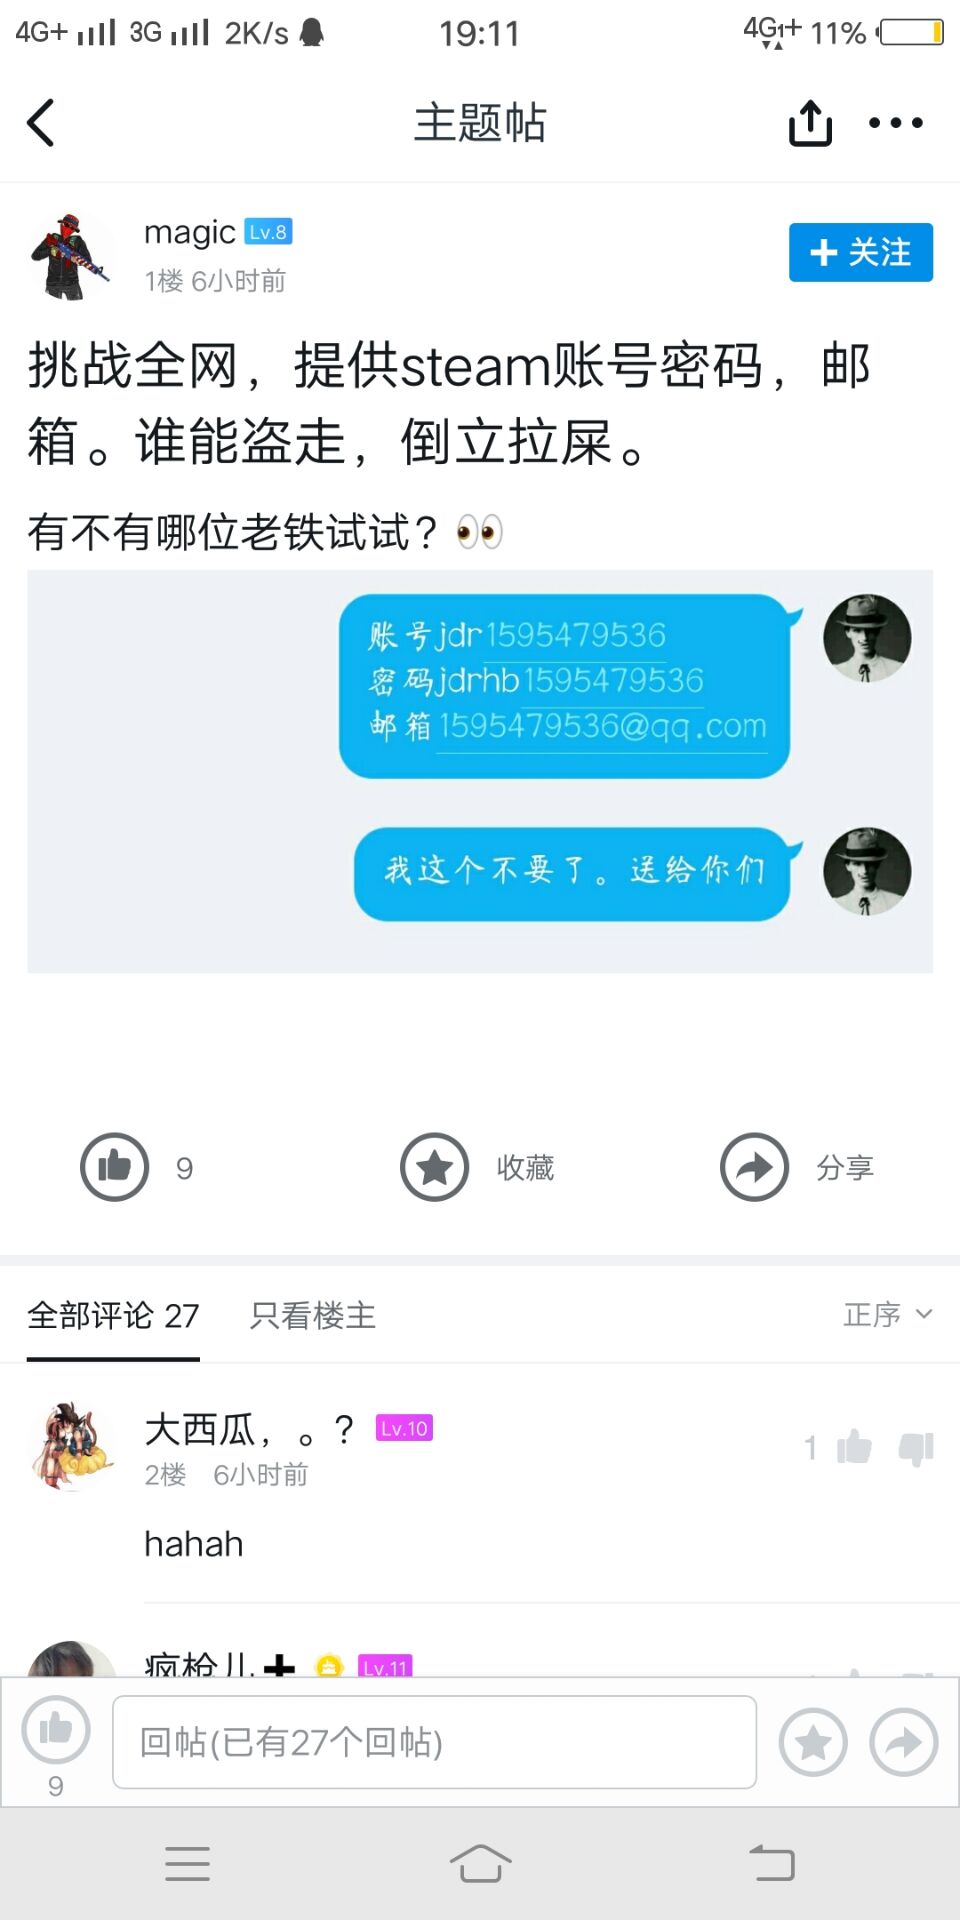 4G+ 3G 2K/s 19:11 4G1+ 11%
主题帖
magic Lv.8
1楼 6小时前
+ 关注
挑战全网，提供steam账号密码，邮
箱。谁能盗走，倒立拉屎。
有不有哪位老铁试试？👀
账号jdr1595479536
密码jdrhb1595479536
邮箱1595479536@qq.com
我这个不要了。送给你们
9 收藏 分享
全部评论 27 只看楼主 正序
大西瓜，。？ Lv.10
2楼 6小时前
1
hahah
疯枪儿➕ Lv.11
回帖(已有27个回帖)
9